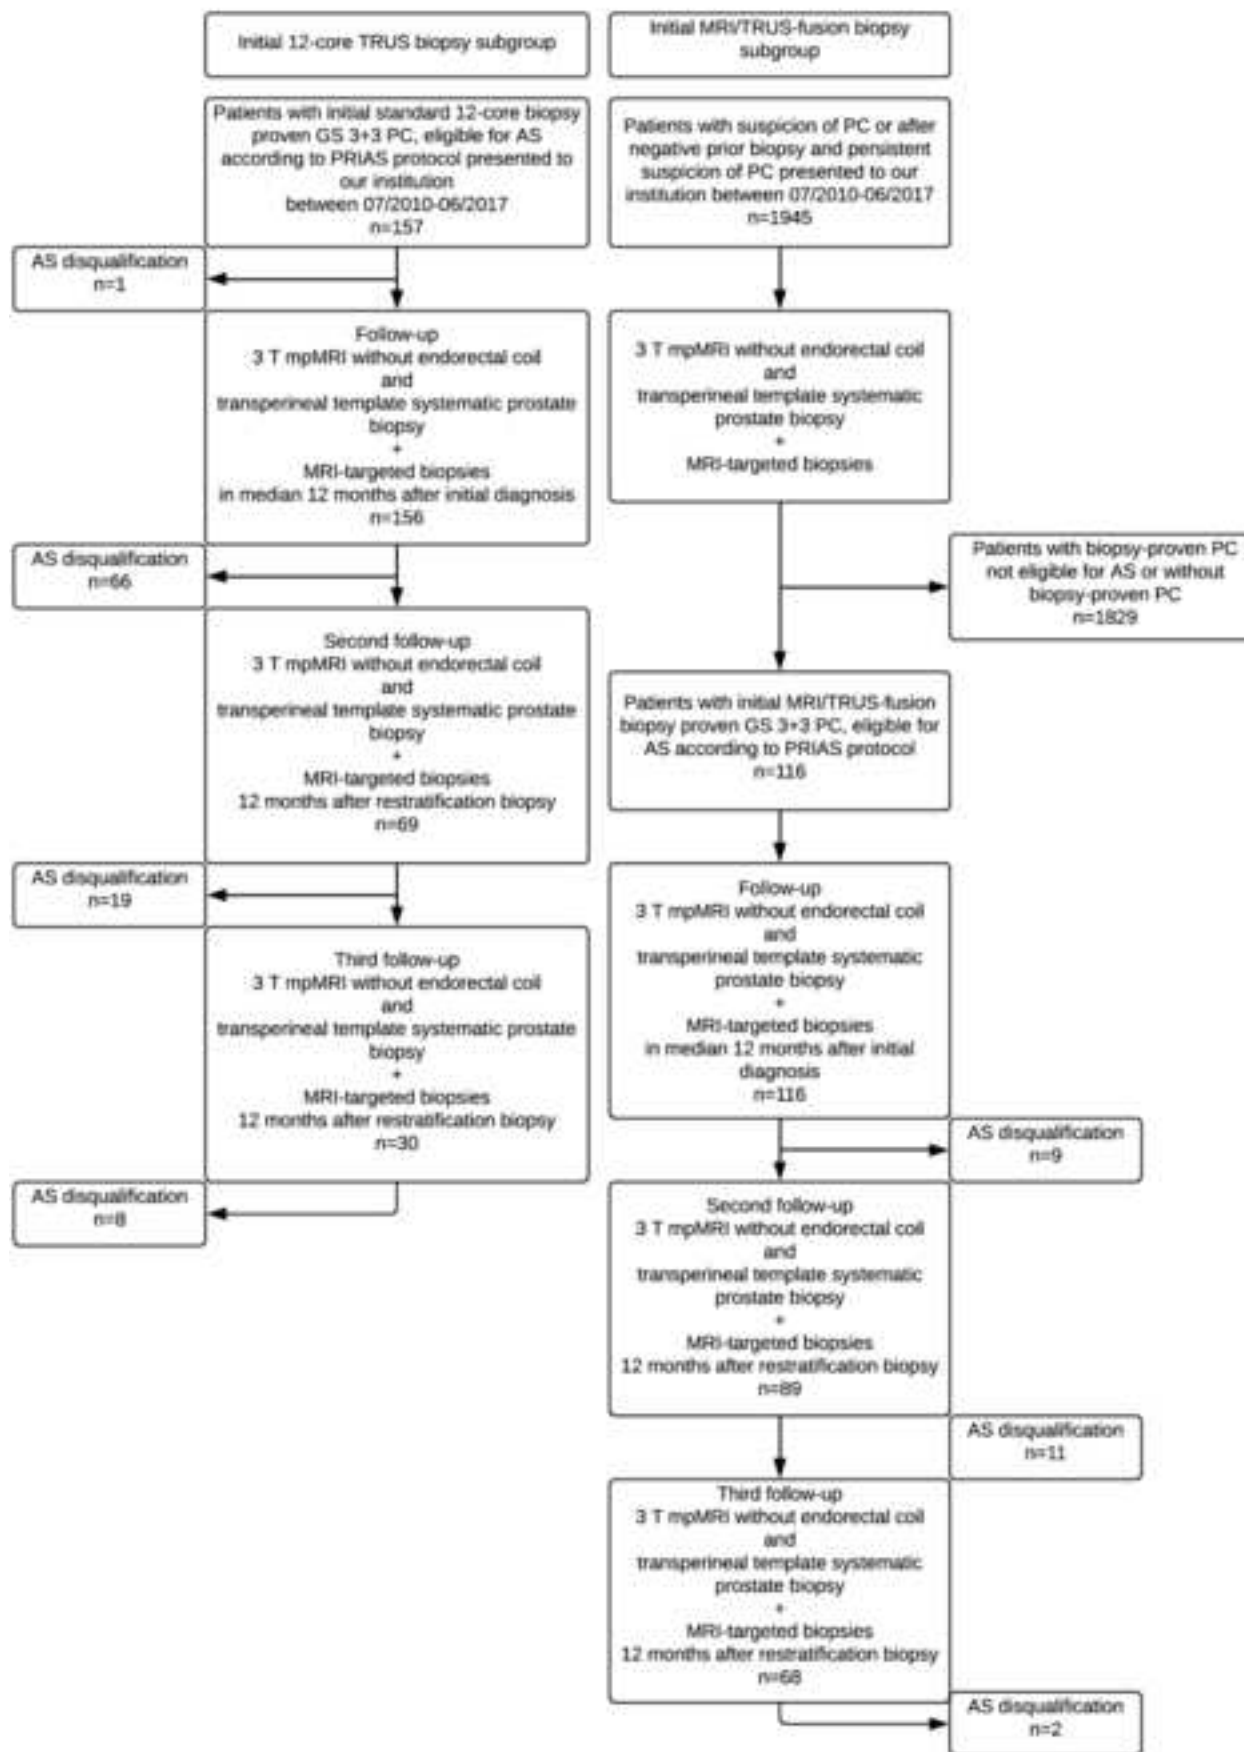 Initial 12-core TRUS biopsy subgroup
Initial MRI/TRUS-fusion biopsy
subgroup
Patients with initial standard 12-core biopsy
proven GS 3+3 PC, eligible for AS
according to PRIAS protocol presented to
our institution
between 07/2010-06/2017
n=157
Patients with suspicion of PC or after
negative prior biopsy and persistent
suspicion of PC presented to our
institution between 07/2010-06/2017
n=1945
AS disqualification
n=1
Follow-up
3 T mpMRI without endorectal coil
and
transperineal template systematic prostate
biopsy
+
MRI-targeted biopsies
in median 12 months after initial diagnosis
n=156
3 T mpMRI without endorectal coil
and
transperineal template systematic
prostate biopsy
+
MRI-targeted biopsies
AS disqualification
n=66
Patients with biopsy-proven PC
not eligible for AS or without
biopsy-proven PC
n=1829
Second follow-up
3 T mpMRI without endorectal coil
and
transperineal template systematic prostate
biopsy
+
MRI-targeted biopsies
12 months after restratification biopsy
n=69
Patients with initial MRI/TRUS-fusion
biopsy proven GS 3+3 PC, eligible for
AS according to PRIAS protocol
n=116
AS disqualification
n=19
Third follow-up
3 T mpMRI without endorectal coil
and
transperineal template systematic prostate
biopsy
+
MRI-targeted biopsies
12 months after restratification biopsy
n=30
Follow-up
3 T mpMRI without endorectal coil
and
transperineal template systematic
prostate biopsy
+
MRI-targeted biopsies
in median 12 months after initial
diagnosis
n=116
AS disqualification
n=8
AS disqualification
n=9
Second follow-up
3 T mpMRI without endorectal coil
and
transperineal template systematic
prostate biopsy
+
MRI-targeted biopsies
12 months after restratification biopsy
n=89
AS disqualification
n=11
Third follow-up
3 T mpMRI without endorectal coil
and
transperineal template systematic
prostate biopsy
+
MRI-targeted biopsies
12 months after restratification biopsy
n=68
AS disqualification
n=2